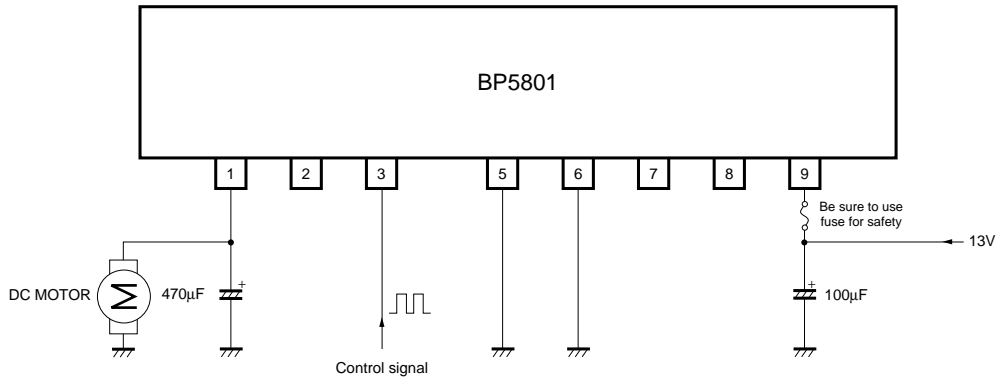 BP5801
1 2 3 5 6 7 8 9
Be sure to use
fuse for safety
13V
DC MOTOR
M
470μF
+
+
100μF
Control signal